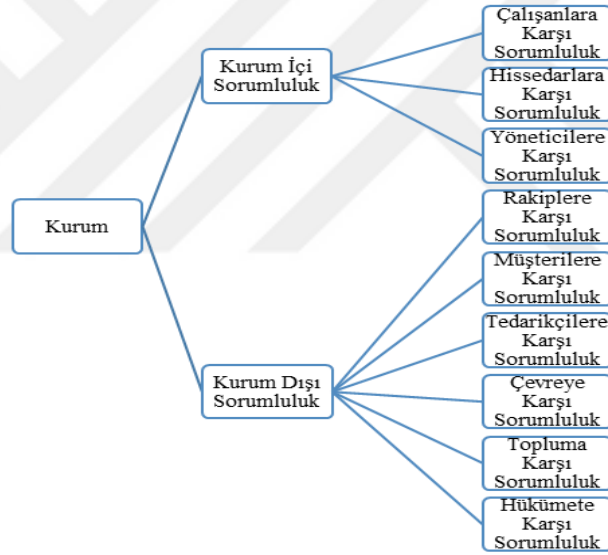 Kurum
Kurum İçi
Sorumluluk
Çalışanlara
Karşı
Sorumluluk
Hissedarlara
Karşı
Sorumluluk
Yöneticilere
Karşı
Sorumluluk
Kurum Dışı
Sorumluluk
Rakiplere
Karşı
Sorumluluk
Müşterilere
Karşı
Sorumluluk
Tedarikçilere
Karşı
Sorumluluk
Çevreye
Karşı
Sorumluluk
Topluma
Karşı
Sorumluluk
Hükümete
Karşı
Sorumluluk